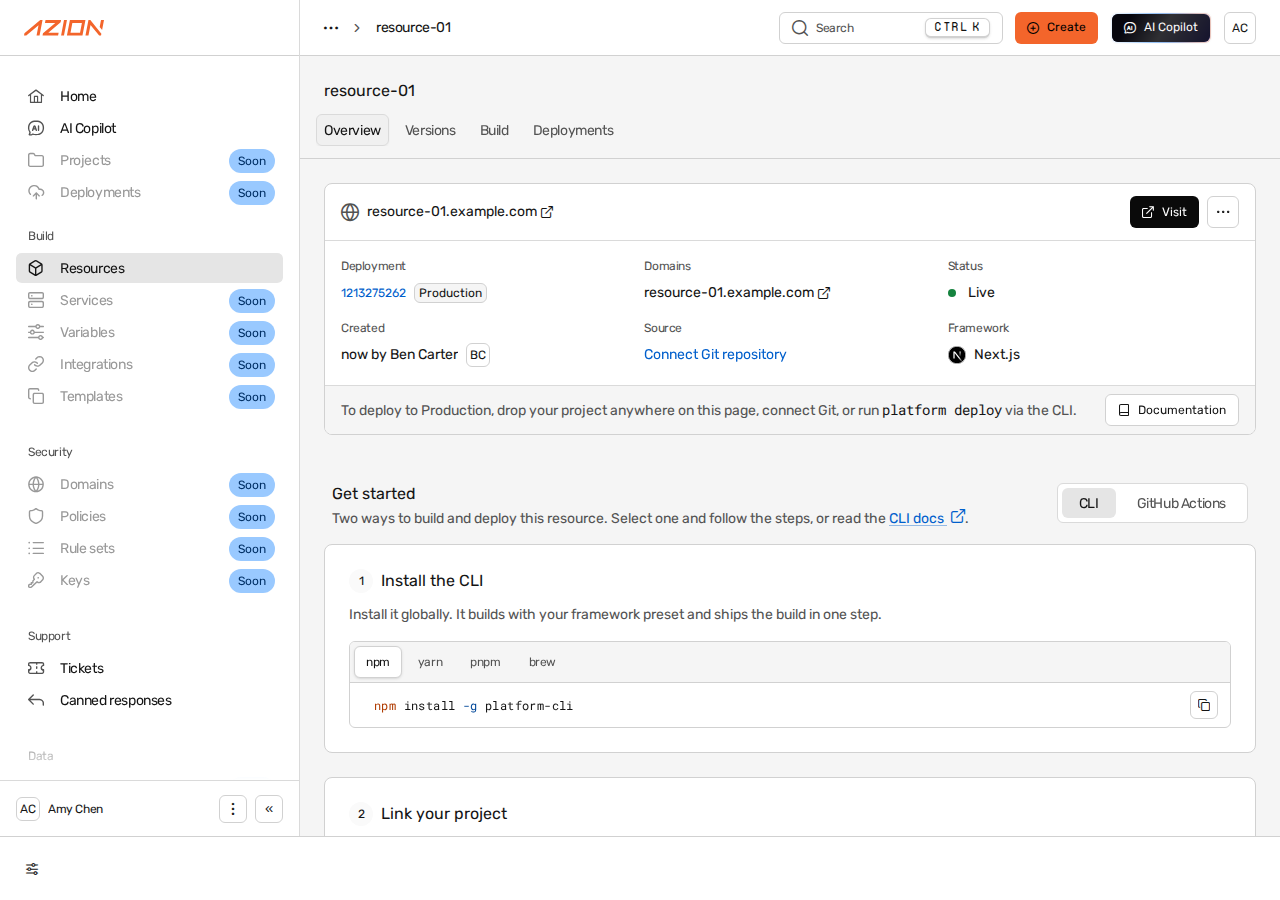 AZION
resource-01
Search
CTRL K
Create
AI Copilot
AC
Home
AI Copilot
Projects
Soon
Deployments
Soon
Build
Resources
Services
Soon
Variables
Soon
Integrations
Soon
Templates
Soon
Security
Domains
Soon
Policies
Soon
Rule sets
Soon
Keys
Soon
Support
Tickets
Canned responses
Data
AC
Amy Chen
resource-01
Overview
Versions
Build
Deployments
resource-01.example.com
Visit
Deployment
Domains
Status
1213275262
Production
resource-01.example.com
Live
Created
Source
Framework
now by Ben Carter
BC
Connect Git repository
Next.js
To deploy to Production, drop your project anywhere on this page, connect Git, or run platform deploy via the CLI.
Documentation
Get started
Two ways to build and deploy this resource. Select one and follow the steps, or read the CLI docs .
CLI
GitHub Actions
1
Install the CLI
Install it globally. It builds with your framework preset and ships the build in one step.
npm
yarn
pnpm
brew
npm install -g platform-cli
2
Link your project